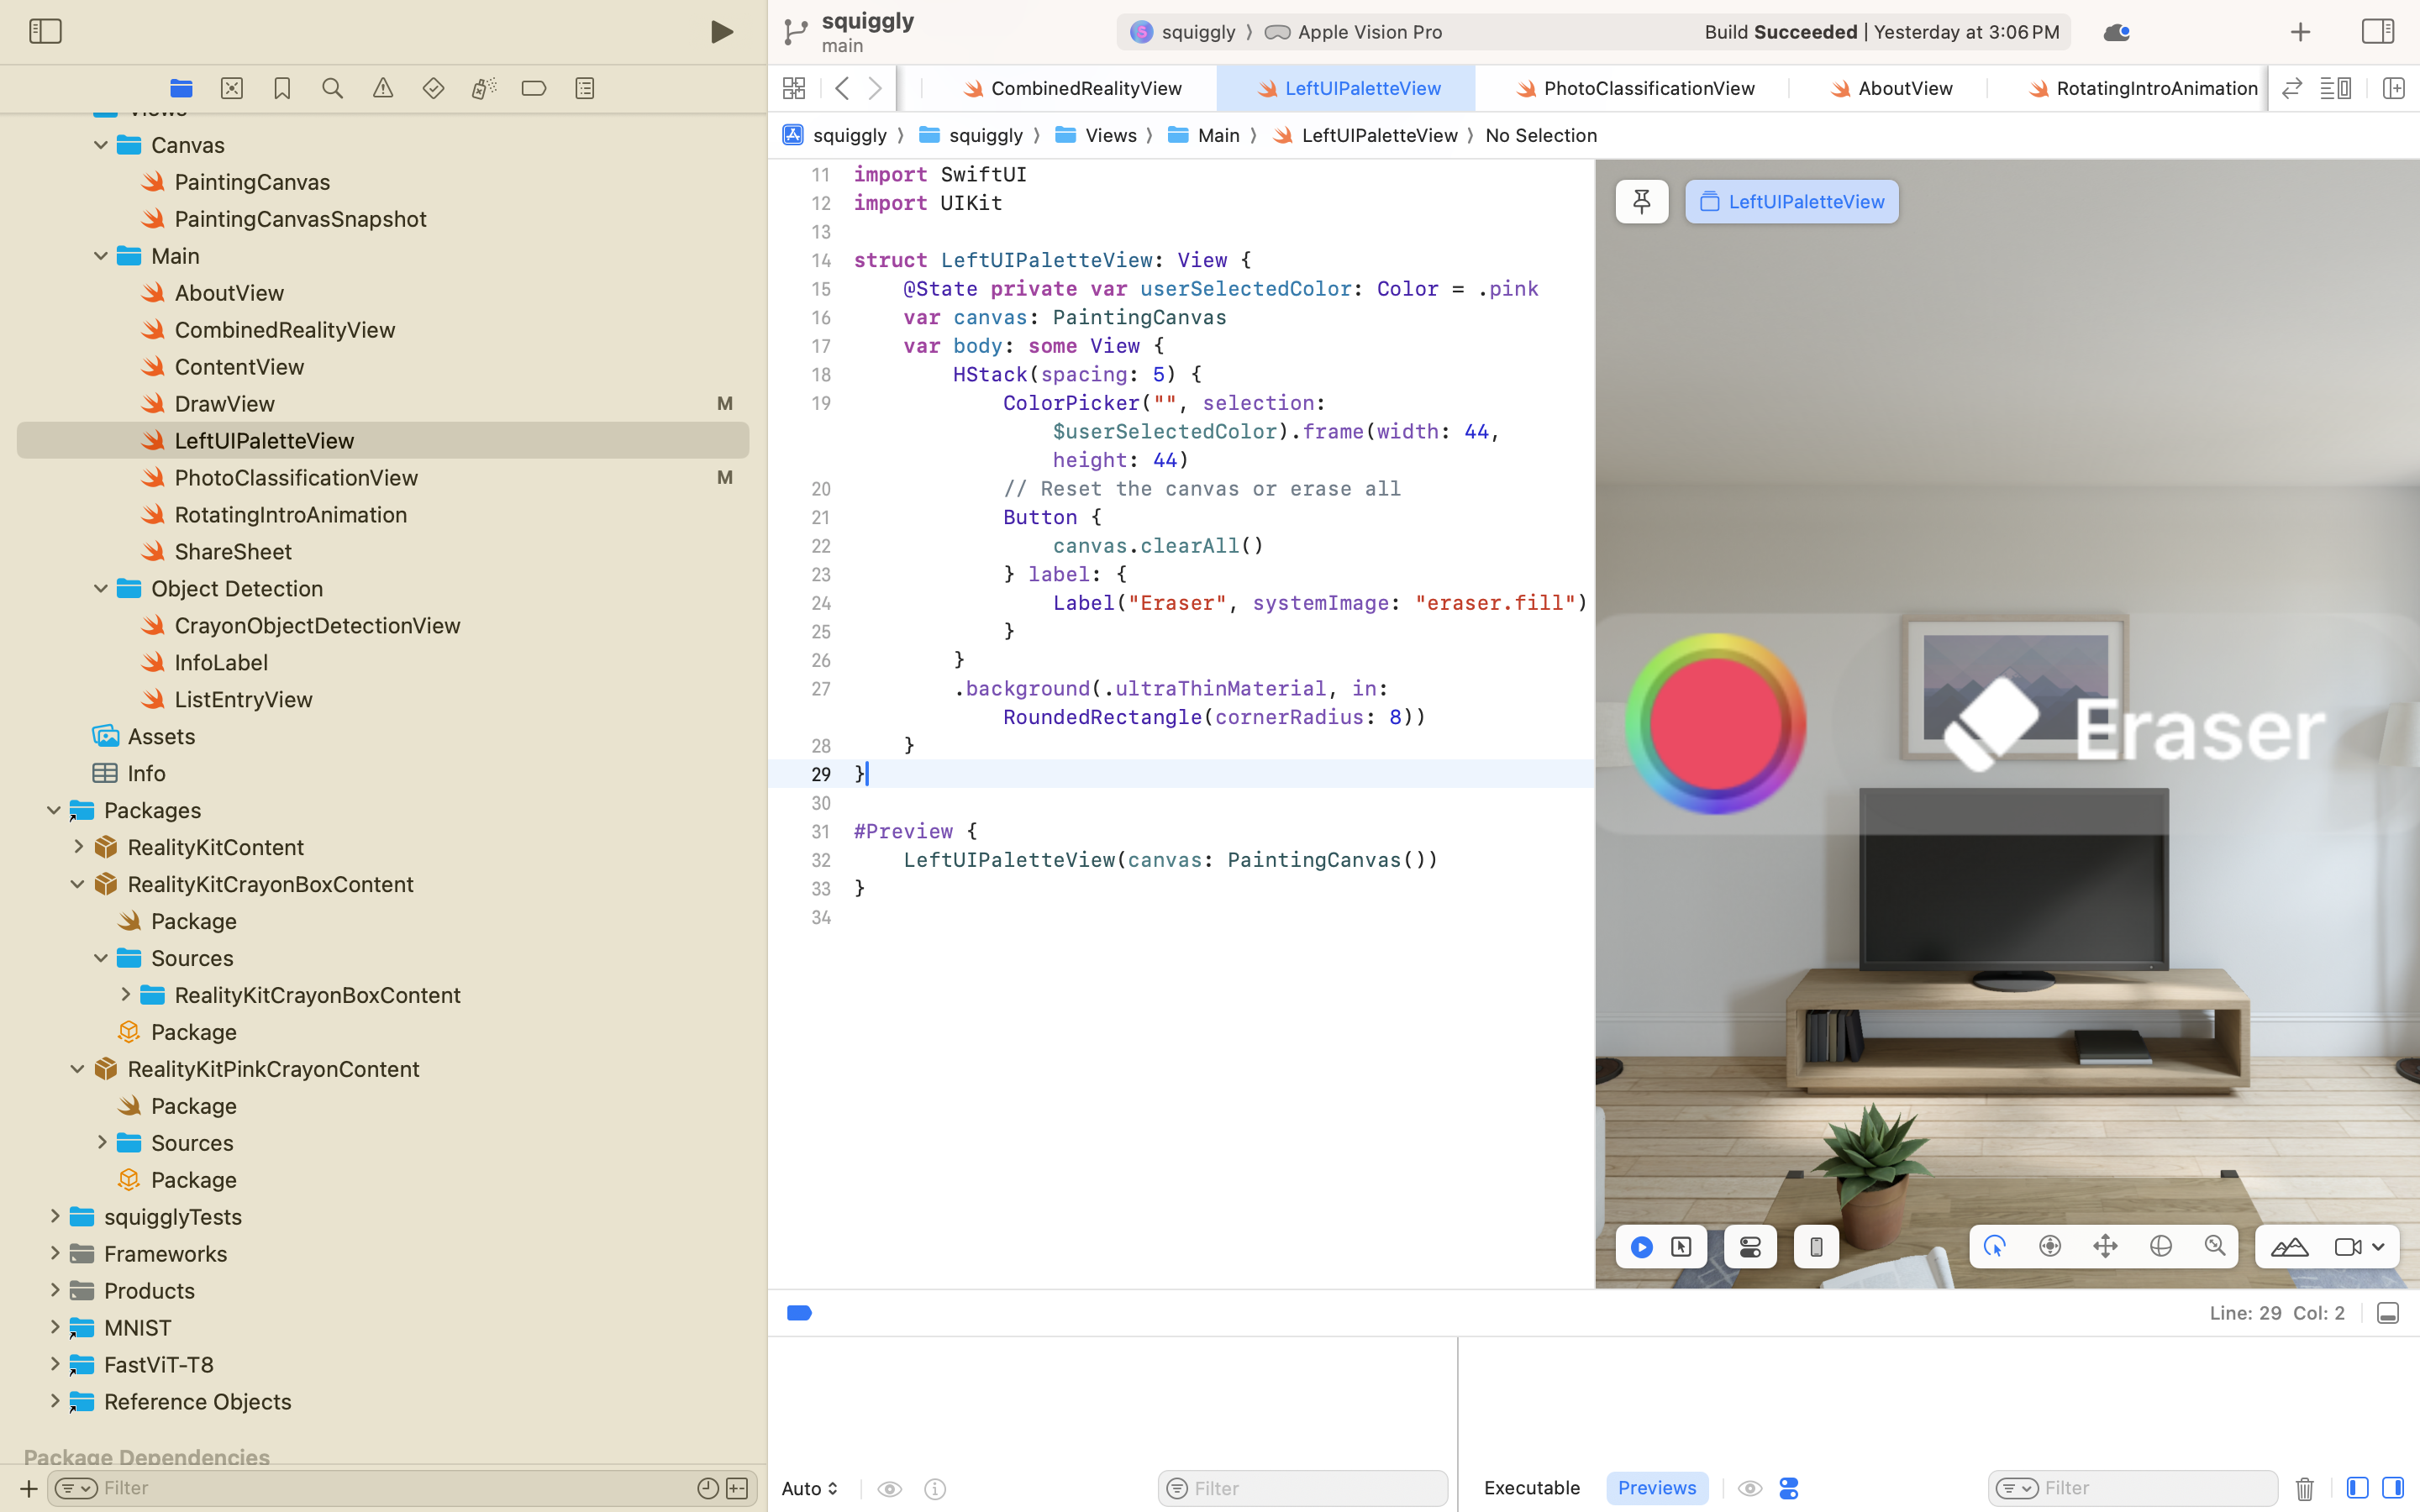 squiggly
main
squiggly 〉 Apple Vision Pro
Build Succeeded | Yesterday at 3:06 PM
CombinedRealityView
LeftUIPaletteView
PhotoClassificationView
AboutView
RotatingIntroAnimation
squiggly 〉 squiggly 〉 Views 〉 Main 〉 LeftUIPaletteView 〉 No Selection
Views
Canvas
PaintingCanvas
PaintingCanvasSnapshot
Main
AboutView
CombinedRealityView
ContentView
DrawView M
LeftUIPaletteView
PhotoClassificationView M
RotatingIntroAnimation
ShareSheet
Object Detection
CrayonObjectDetectionView
InfoLabel
ListEntryView
Assets
Info
Packages
RealityKitContent
RealityKitCrayonBoxContent
Package
Sources
RealityKitCrayonBoxContent
Package
RealityKitPinkCrayonContent
Package
Sources
Package
squigglyTests
Frameworks
Products
MNIST
FastViT-T8
Reference Objects
Package Dependencies
Filter
11 import SwiftUI
12 import UIKit
13
14 struct LeftUIPaletteView: View {
15 @State private var userSelectedColor: Color = .pink
16 var canvas: PaintingCanvas
17 var body: some View {
18 HStack(spacing: 5) {
19 ColorPicker("", selection:
$userSelectedColor).frame(width: 44,
height: 44)
20 // Reset the canvas or erase all
21 Button {
22 canvas.clearAll()
23 } label: {
24 Label("Eraser", systemImage: "eraser.fill")
25 }
26 }
27 .background(.ultraThinMaterial, in:
RoundedRectangle(cornerRadius: 8))
28 }
29 }
30
31 #Preview {
32 LeftUIPaletteView(canvas: PaintingCanvas())
33 }
34
LeftUIPaletteView
Eraser
Line: 29 Col: 2
Auto
Filter
Executable
Previews
Filter